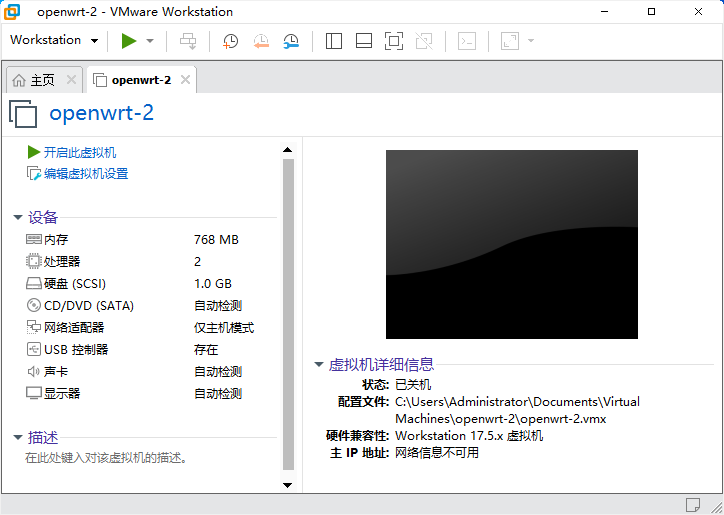 openwrt-2 - VMware Workstation
Workstation
主页
openwrt-2
openwrt-2
开启此虚拟机
编辑虚拟机设置
设备
内存 768 MB
处理器 2
硬盘 (SCSI) 1.0 GB
CD/DVD (SATA) 自动检测
网络适配器 仅主机模式
USB 控制器 存在
声卡 自动检测
显示器 自动检测
描述
在此处键入对该虚拟机的描述。
虚拟机详细信息
状态: 已关机
配置文件: C:\Users\Administrator\Documents\Virtual
Machines\openwrt-2\openwrt-2.vmx
硬件兼容性: Workstation 17.5.x 虚拟机
主 IP 地址: 网络信息不可用